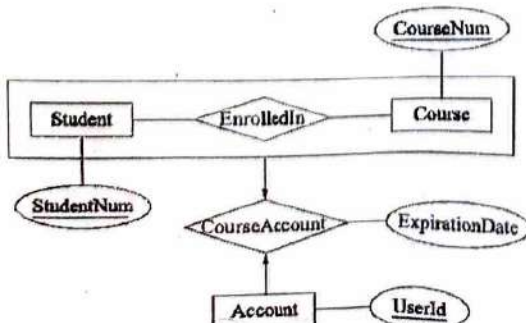 CourseNum
Student
EnrolledIn
Course
StudentNum
CourseAccount
ExpirationDate
Account
UserId